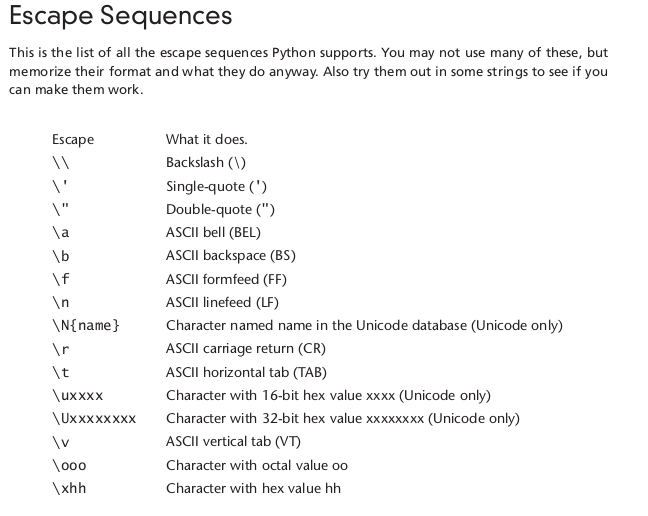 Escape Sequences
This is the list of all the escape sequences Python supports. You may not use many of these, but
memorize their format and what they do anyway. Also try them out in some strings to see if you
can make them work.
Escape What it does.
\\ Backslash (\)
\' Single-quote (')
\" Double-quote (")
\a ASCII bell (BEL)
\b ASCII backspace (BS)
\f ASCII formfeed (FF)
\n ASCII linefeed (LF)
\N{name} Character named name in the Unicode database (Unicode only)
\r ASCII carriage return (CR)
\t ASCII horizontal tab (TAB)
\uxxxx Character with 16-bit hex value xxxx (Unicode only)
\Uxxxxxxxx Character with 32-bit hex value xxxxxxxx (Unicode only)
\v ASCII vertical tab (VT)
\ooo Character with octal value oo
\xhh Character with hex value hh